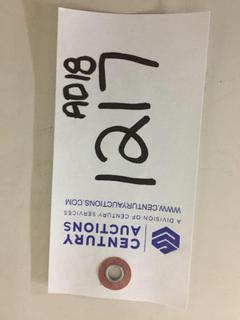 CENTURY
AUCTIONS
A DIVISION OF CENTURY SERVICES
WWW.CENTURYAUCTIONS.COM
AD18
1217